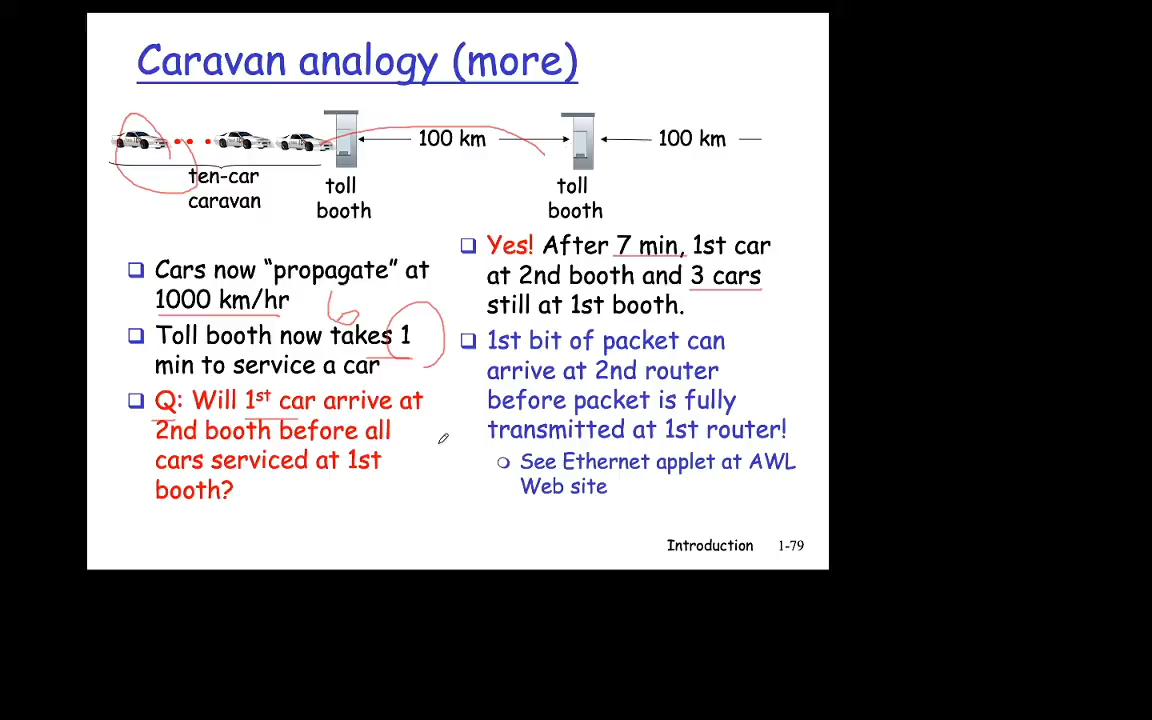 Caravan analogy (more)
100 km
100 km
ten-car
caravan
toll
booth
toll
booth
Cars now “propagate” at
1000 km/hr
6
Toll booth now takes 1
min to service a car
Q: Will 1st car arrive at
2nd booth before all
cars serviced at 1st
booth?
Yes! After 7 min, 1st car
at 2nd booth and 3 cars
still at 1st booth.
1st bit of packet can
arrive at 2nd router
before packet is fully
transmitted at 1st router!
See Ethernet applet at AWL
Web site
Introduction 1-79